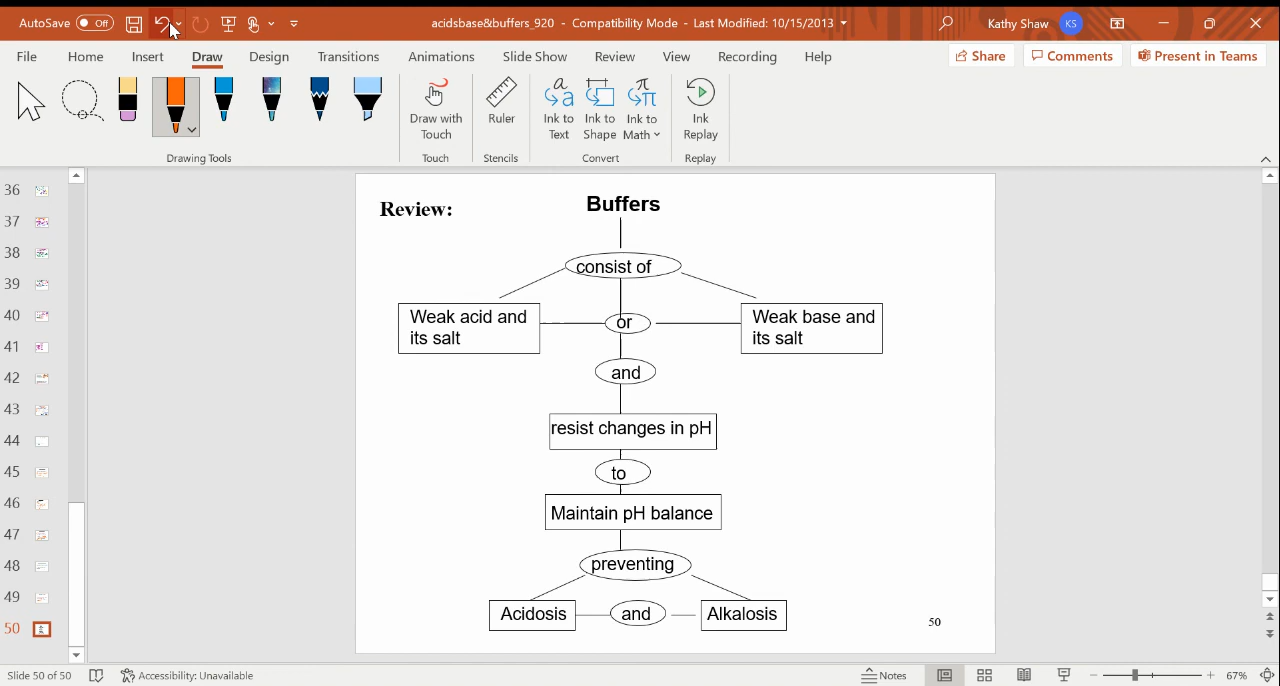 AutoSave Off
acidsbase&buffers_920 - Compatibility Mode - Last Modified: 10/15/2013
Kathy Shaw KS
File Home Insert Draw Design Transitions Animations Slide Show Review View Recording Help
Share Comments Present in Teams
Draw with Touch
Ruler
Ink to Text
Ink to Shape
Ink to Math
Ink Replay
Drawing Tools Touch Stencils Convert Replay
36
37
38
39
40
41
42
43
44
45
46
47
48
49
50
Review:
Buffers
consist of
Weak acid and
its salt
or
Weak base and
its salt
and
resist changes in pH
to
Maintain pH balance
preventing
Acidosis and Alkalosis
50
Slide 50 of 50
Accessibility: Unavailable
Notes
67%